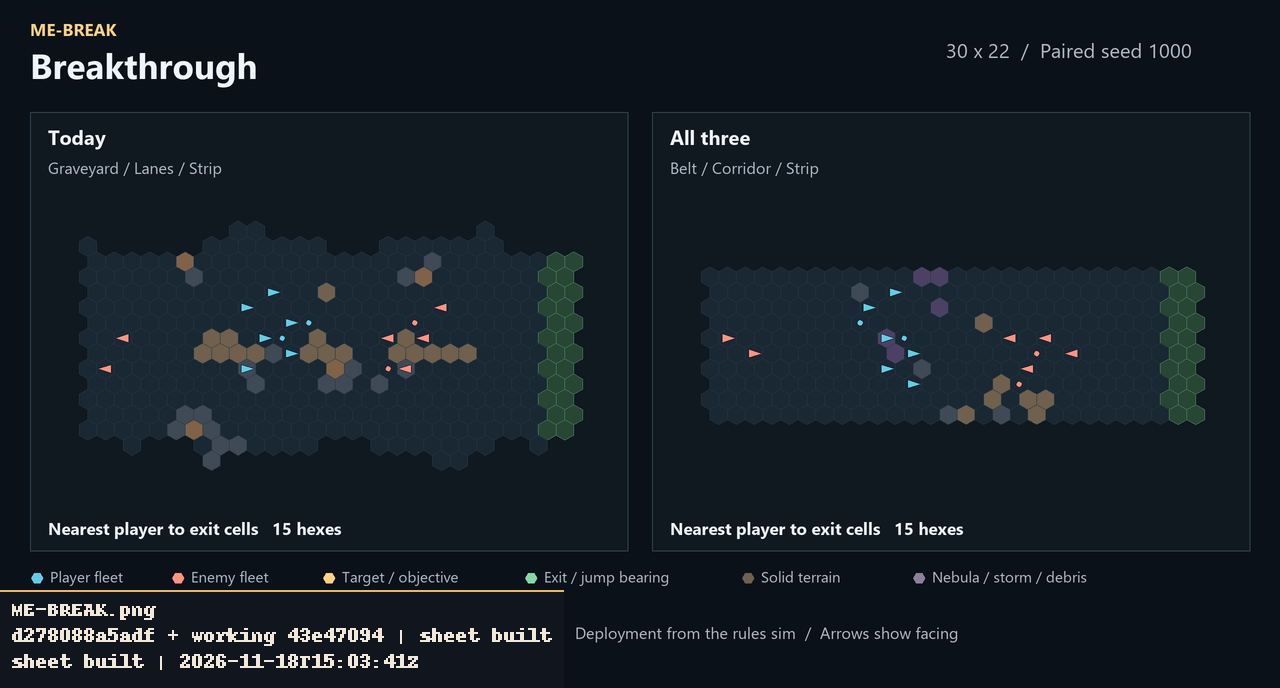 ME-BREAK
Breakthrough
30 x 22 / Paired seed 1000
Today
Graveyard / Lanes / Strip
Nearest player to exit cells 15 hexes
All three
Belt / Corridor / Strip
Nearest player to exit cells 15 hexes
Player fleet Enemy fleet Target / objective Exit / jump bearing Solid terrain Nebula / storm / debris
ME-BREAK.png
d278088a5adf + working 43e47094 | sheet built
sheet built | 2026-11-18T15:03:41Z
Deployment from the rules sim / Arrows show facing